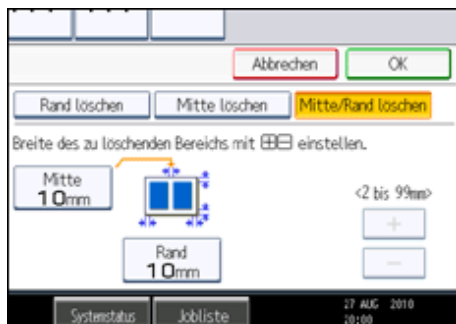 Abbrechen
OK
Rand löschen
Mitte löschen
Mitte/Rand löschen
Breite des zu löschenden Bereichs mit ⊞⊟ einstellen.
Mitte
10mm
<2 bis 99mm>
+
Rand
10mm
−
Systemstatus
Jobliste
27 AUG 2010
20:00